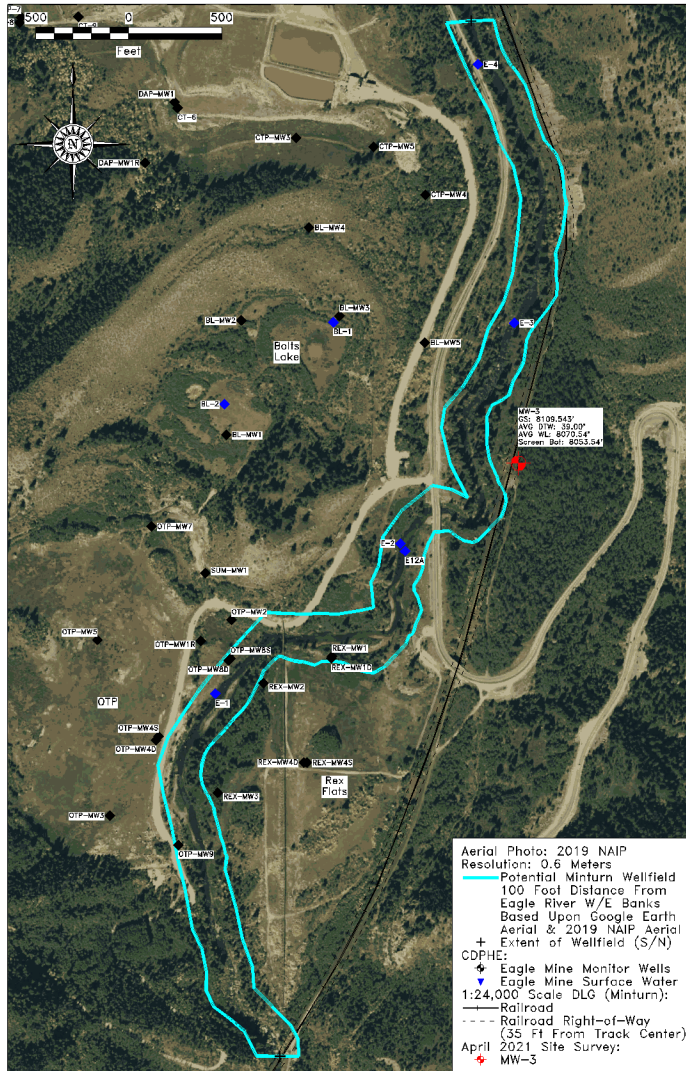 500 0 500
Feet
CT-8
DAP-MW1
CT-6
N
DAP-MW1R
CTP-MW3
CTP-MW5
CTP-MW4
E-4
BL-MW4
BL-MW3
BL-MW2
BL-1
E-3
Bolts
Lake
BL-MW5
BL-2
BL-MW1
MW-3
GS: 8109.543'
AVG DTW: 39.00'
AVG WL: 8070.54'
Screen Bot: 8053.54'
OTP-MW7
E-2
E12A
SUM-MW1
OTP-MW2
OTP-MW5
OTP-MW1R
OTP-MW8S
OTP-MW8D
REX-MW1
REX-MW1D
REX-MW2
OTP
E-1
OTP-MW4S
OTP-MW4D
REX-MW4D
REX-MW4S
Rex
Flats
REX-MW3
OTP-MW3
OTP-MW9
Aerial Photo: 2019 NAIP
Resolution: 0.6 Meters
Potential Minturn Wellfield
100 Foot Distance From
Eagle River W/E Banks
Based Upon Google Earth
Aerial & 2019 NAIP Aerial
Extent of Wellfield (S/N)
CDPHE:
Eagle Mine Monitor Wells
Eagle Mine Surface Water
1:24,000 Scale DLG (Minturn):
Railroad
Railroad Right-of-Way
(35 Ft From Track Center)
April 2021 Site Survey:
MW-3